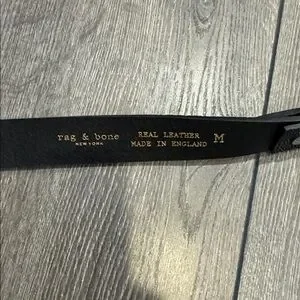 rag & bone
NEW YORK
REAL LEATHER
MADE IN ENGLAND
M